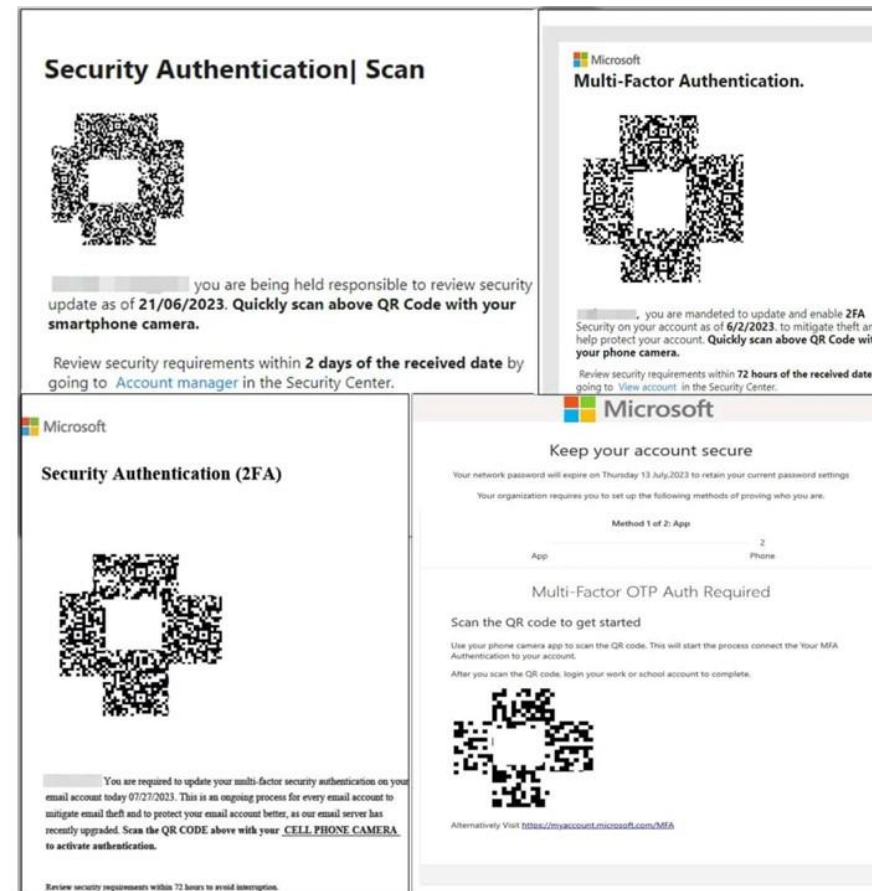 Security Authentication| Scan
you are being held responsible to review security
update as of 21/06/2023. Quickly scan above QR Code with your
smartphone camera.
Review security requirements within 2 days of the received date by
going to Account manager in the Security Center.
Microsoft
Multi-Factor Authentication.
, you are mandeted to update and enable 2FA
Security on your account as of 6/2/2023. to mitigate theft
help protect your account. Quickly scan above QR Code
your phone camera.
Review security requirements within 72 hours of the received date
going to View account in the Security Center.
Microsoft
Security Authentication (2FA)
You are required to update your multi-factor security authentication on your
email account today 07/27/2023. This is an ongoing process for every email account to
mitigate email theft and to protect your email account better, as our email server has
recently upgraded. Scan the QR CODE above with your CELL PHONE CAMERA
to activate authentication.
Review security requirements within 72 hours to avoid interruption.
Microsoft
Keep your account secure
Your network password will expire on Thursday 13 July,2023 to retain your current password settings
Your organization requires you to set up the following methods of proving who you are.
Method 1 of 2: App
2
App Phone
Multi-Factor OTP Auth Required
Scan the QR code to get started
Use your phone camera app to scan the QR code. This will start the process connect the Your MFA
Authentication to your account.
After you scan the QR code, login your work or school account to complete.
Alternatively Visit https://myaccount.microsoft.com/MFA